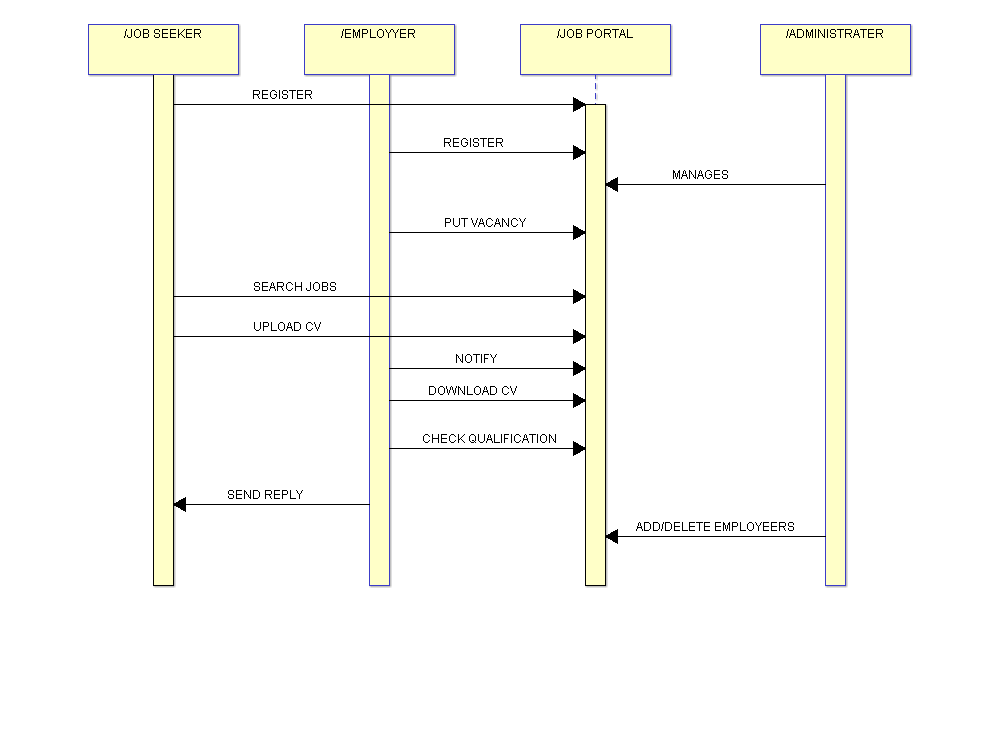 /JOB SEEKER
/EMPLOYYER
/JOB PORTAL
/ADMINISTRATER
REGISTER
REGISTER
MANAGES
PUT VACANCY
SEARCH JOBS
UPLOAD CV
NOTIFY
DOWNLOAD CV
CHECK QUALIFICATION
SEND REPLY
ADD/DELETE EMPLOYEERS